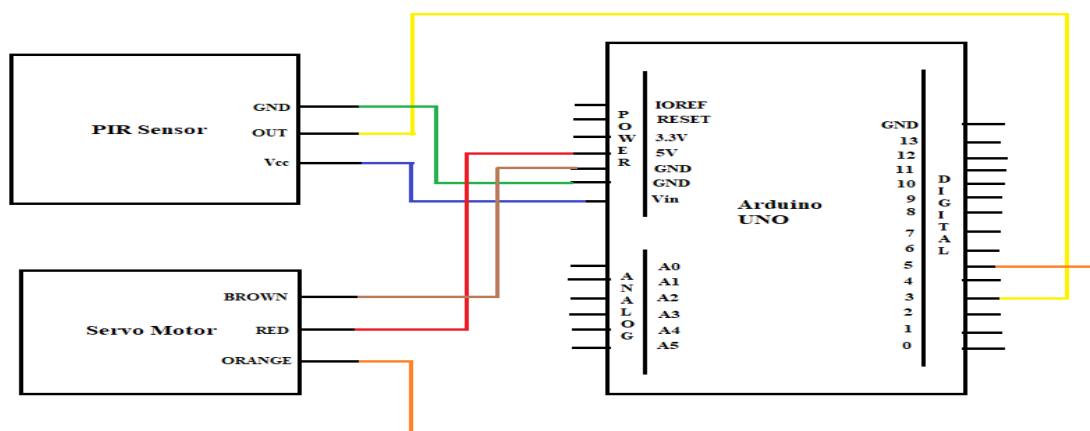 PIR Sensor
GND
OUT
Vcc
Servo Motor
BROWN
RED
ORANGE
POWER
IOREF
RESET
3.3V
5V
GND
GND
Vin
ANALOG
A0
A1
A2
A3
A4
A5
Arduino
UNO
GND
13
12
11
10
9
8
7
6
5
4
3
2
1
0
DIGITAL